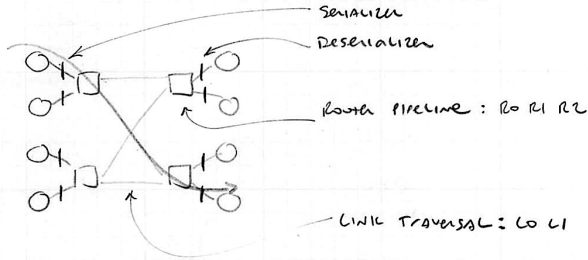 SERIALIZER
DESERIALIZER
ROUTER PIPELINE : R0 R1 R2
LINK TRAVERSAL : L0 L1